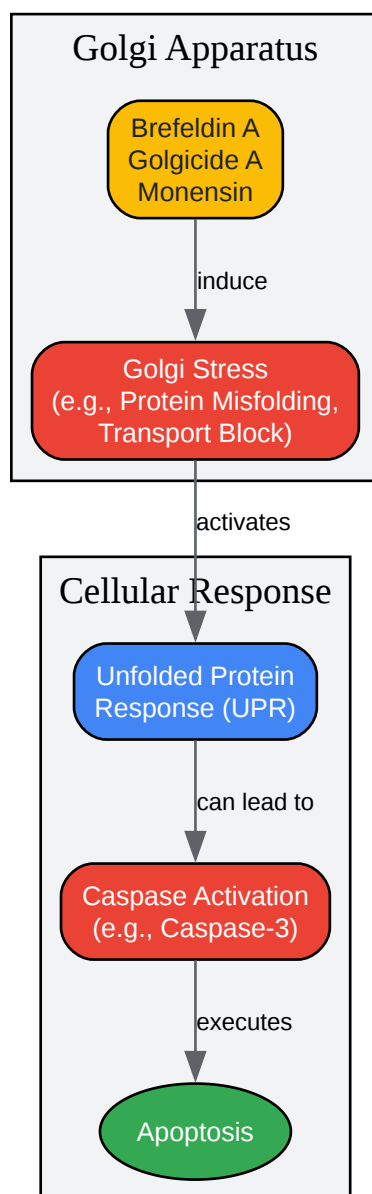 Golgi Apparatus
Brefeldin A
Golgicide A
Monensin
induce
Golgi Stress
(e.g., Protein Misfolding,
Transport Block)
activates
Cellular Response
Unfolded Protein
Response (UPR)
can lead to
Caspase Activation
(e.g., Caspase-3)
executes
Apoptosis